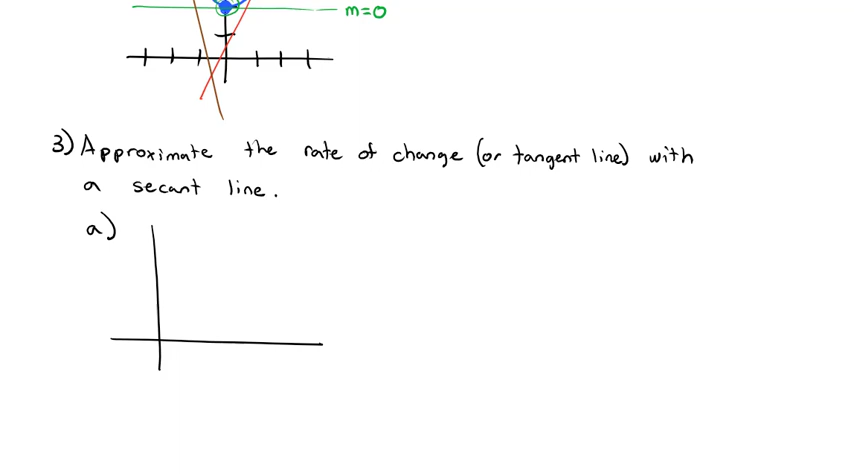 m=0
3) Approximate the rate of change (or tangent line) with
a secant line.
a)